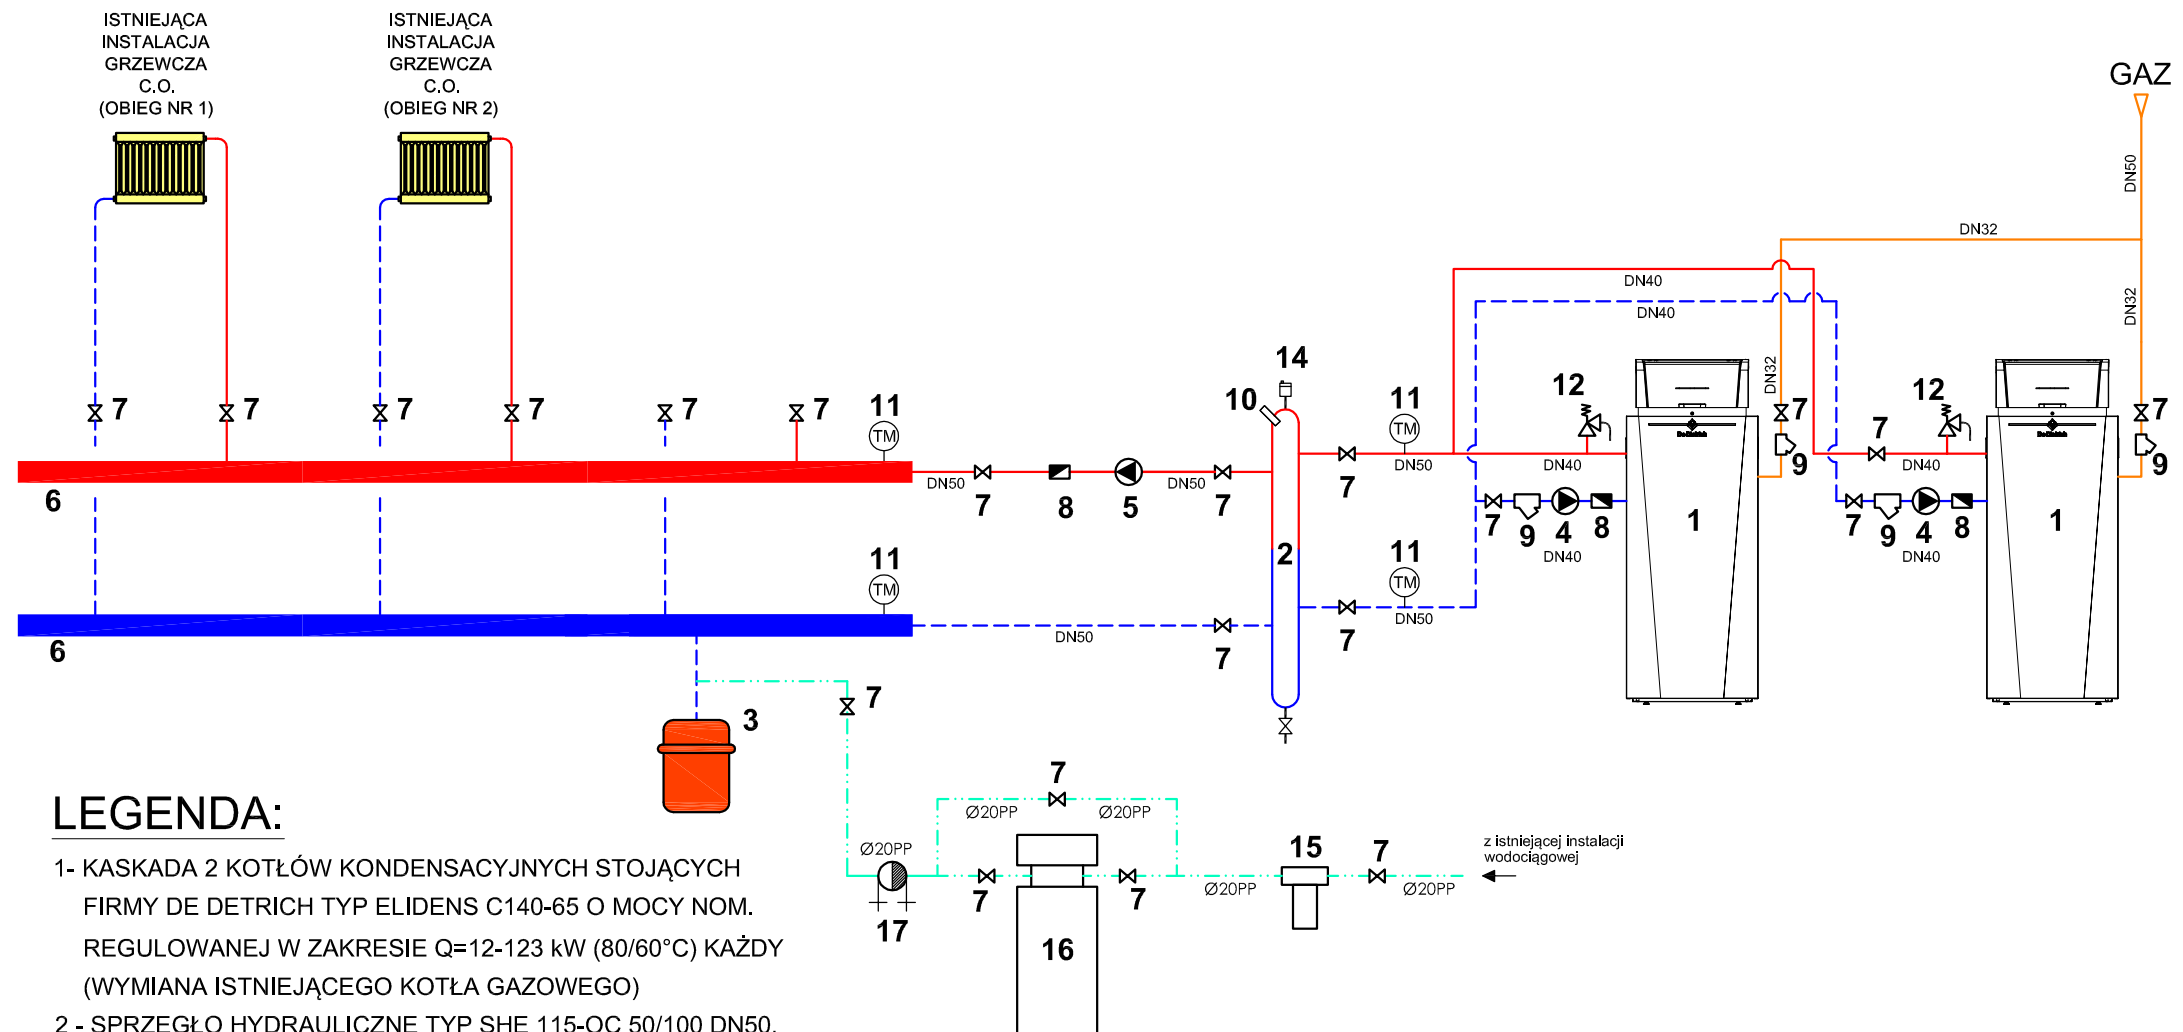 ISTNIEJĄCA
INSTALACJA
GRZEWCZA
C.O.
(OBIEG NR 1)
ISTNIEJĄCA
INSTALACJA
GRZEWCZA
C.O.
(OBIEG NR 2)
GAZ
DN50
DN32
DN40
DN40
DN32
DN32
14
10
11
12
12
7
7
7
7
7
7
11
TM
11
TM
7
7
7
9
9
DN50
DN40
DN40
6
DN50
7
8
5
DN50
7
7
7
9
4
8
DN40
1
7
9
4
8
DN40
1
2
11
TM
11
TM
DN50
7
DN50
7
6
3
7
LEGENDA:
7
Ø20PP
Ø20PP
Ø20PP
7
7
15
7
z istniejącej instalacji
wodociągowej
Ø20PP
Ø20PP
17
16
1- KASKADA 2 KOTŁÓW KONDENSACYJNYCH STOJĄCYCH
FIRMY DE DETRICH TYP ELIDENS C140-65 O MOCY NOM.
REGULOWANEJ W ZAKRESIE Q=12-123 kW (80/60°C) KAŻDY
(WYMIANA ISTNIEJĄCEGO KOTŁA GAZOWEGO)
2 - SPRZĘGŁO HYDRAULICZNE TYP SHE 115-OC 50/100 DN50,